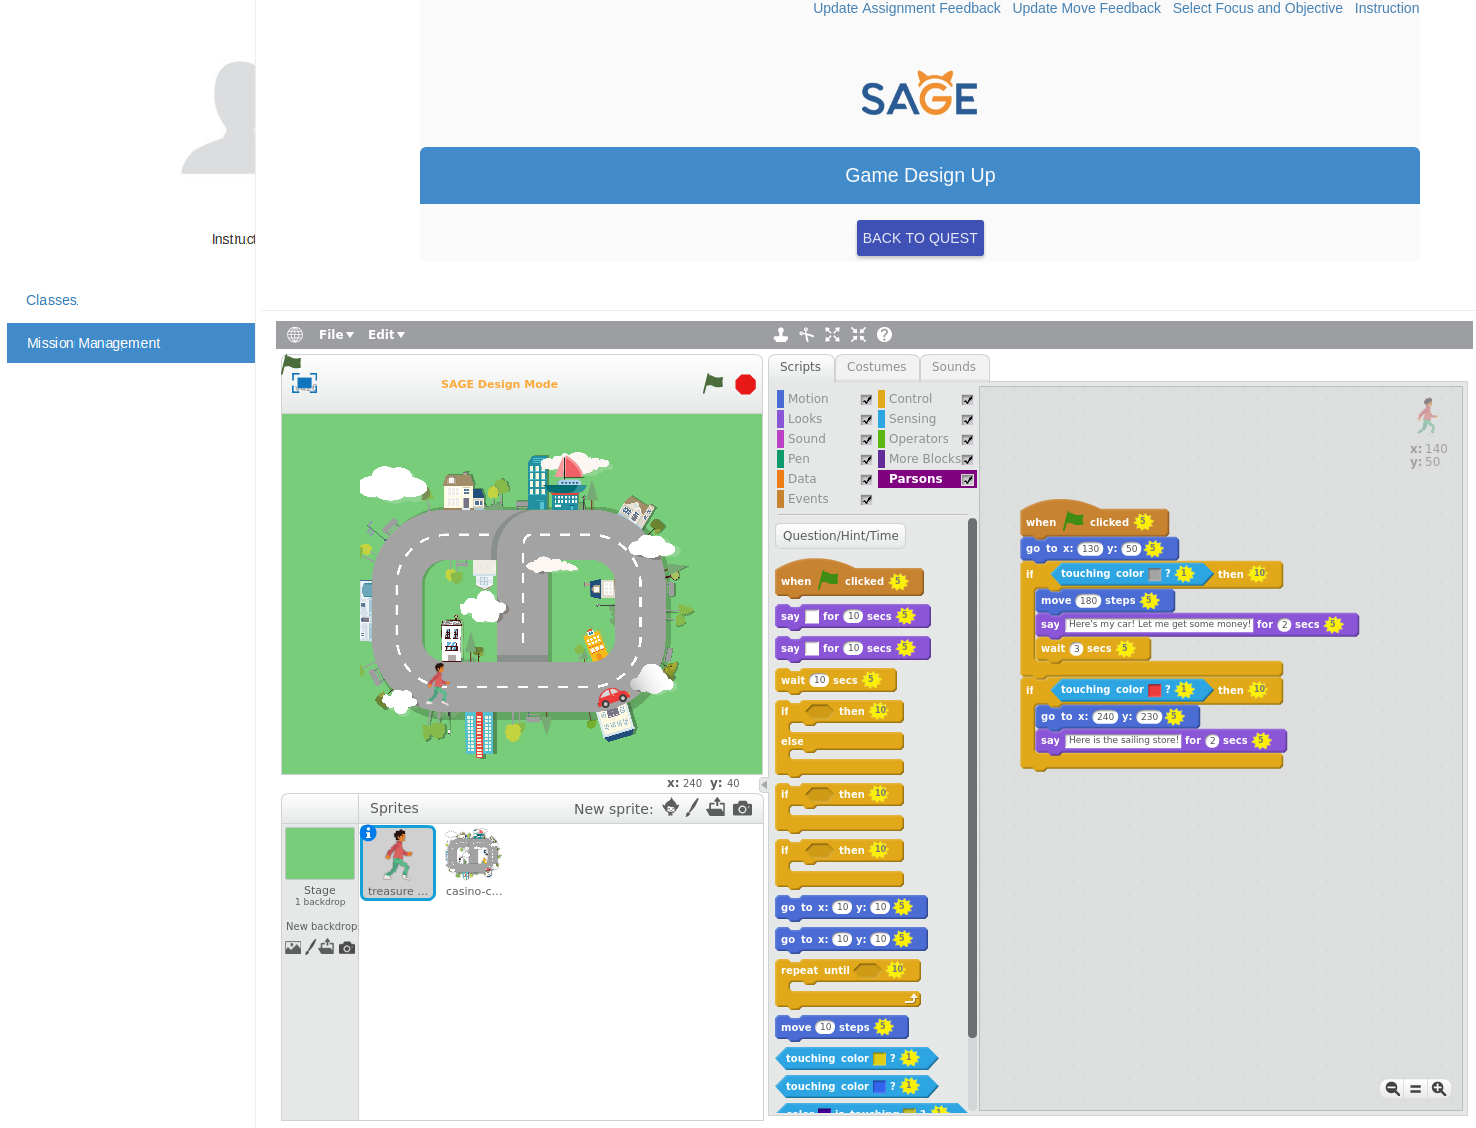 Update Assignment Feedback Update Move Feedback Select Focus and Objective Instruction
SAGE
Game Design Up
BACK TO QUEST
Instruct
Classes
Mission Management
File Edit
SAGE Design Mode
x: 240 y: 40
Sprites New sprite:
treasure ... casino-c...
Stage
1 backdrop
New backdrop:
Scripts Costumes Sounds
Motion Control
Looks Sensing
Sound Operators
Pen More Blocks
Data Parsons
Events
Question/Hint/Time
when clicked 5
say for 10 secs 5
say for 10 secs 5
wait 10 secs 5
if then 10
else
if then 10
if then 10
go to x: 10 y: 10 5
go to x: 10 y: 10 5
repeat until 10
move 10 steps 5
touching color ? 1
touching color ? 1
color is touching ? 1
x: 140
y: 50
when clicked 5
go to x: 130 y: 50 5
if touching color ? 1 then 10
move 180 steps 5
say Here's my car! Let me get some money! for 2 secs 5
wait 3 secs 5
if touching color ? 1 then 10
go to x: 240 y: 230 5
say Here is the sailing store! for 2 secs 5